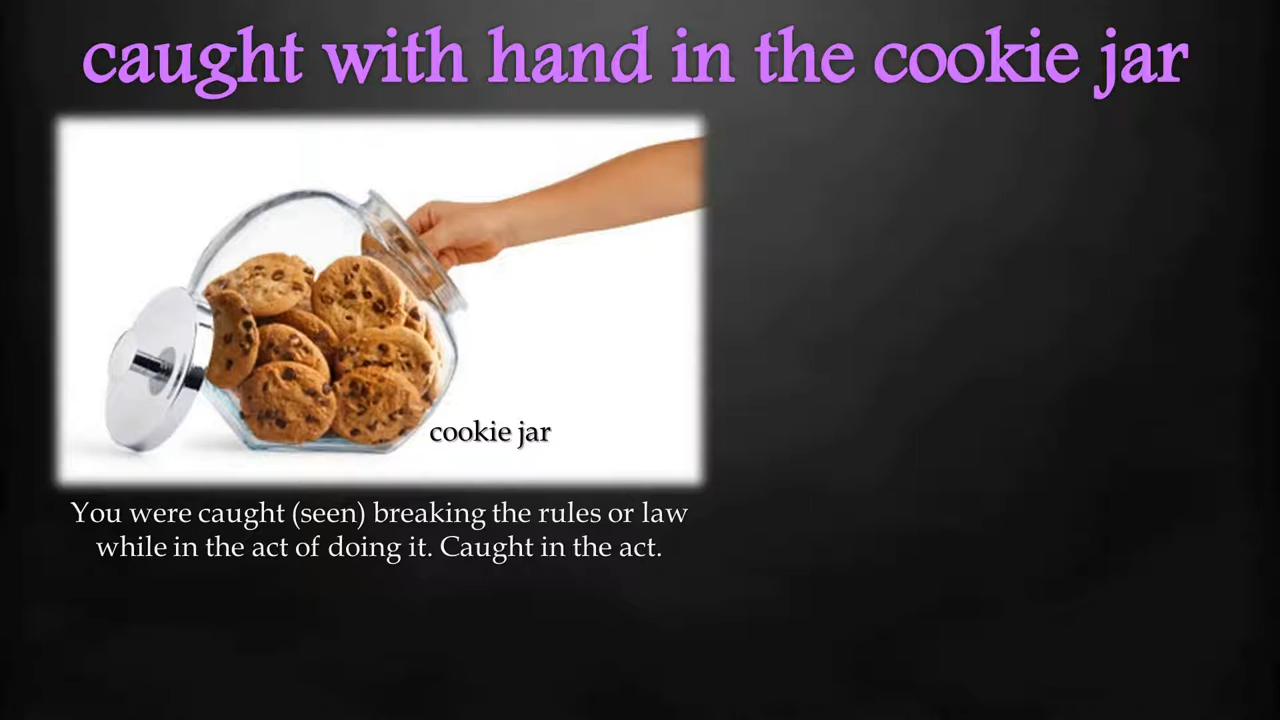 caught with hand in the cookie jar
cookie jar
You were caught (seen) breaking the rules or law
while in the act of doing it. Caught in the act.